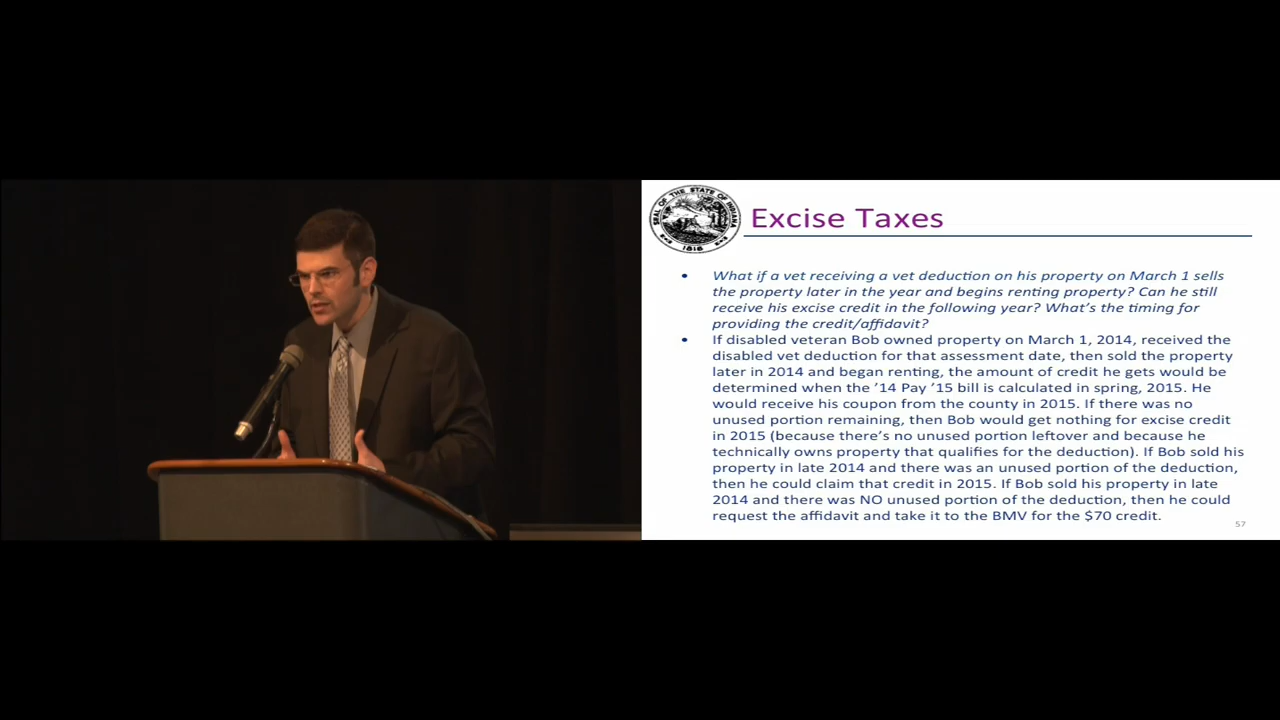 SEAL OF THE STATE OF INDIANA
1816
Excise Taxes
• What if a vet receiving a vet deduction on his property on March 1 sells
the property later in the year and begins renting property? Can he still
receive his excise credit in the following year? What's the timing for
providing the credit/affidavit?
• If disabled veteran Bob owned property on March 1, 2014, received the
disabled vet deduction for that assessment date, then sold the property
later in 2014 and began renting, the amount of credit he gets would be
determined when the '14 Pay '15 bill is calculated in spring, 2015. He
would receive his coupon from the county in 2015. If there was no
unused portion remaining, then Bob would get nothing for excise credit
in 2015 (because there's no unused portion leftover and because he
technically owns property that qualifies for the deduction). If Bob sold his
property in late 2014 and there was an unused portion of the deduction,
then he could claim that credit in 2015. If Bob sold his property in late
2014 and there was NO unused portion of the deduction, then he could
request the affidavit and take it to the BMV for the $70 credit.
57